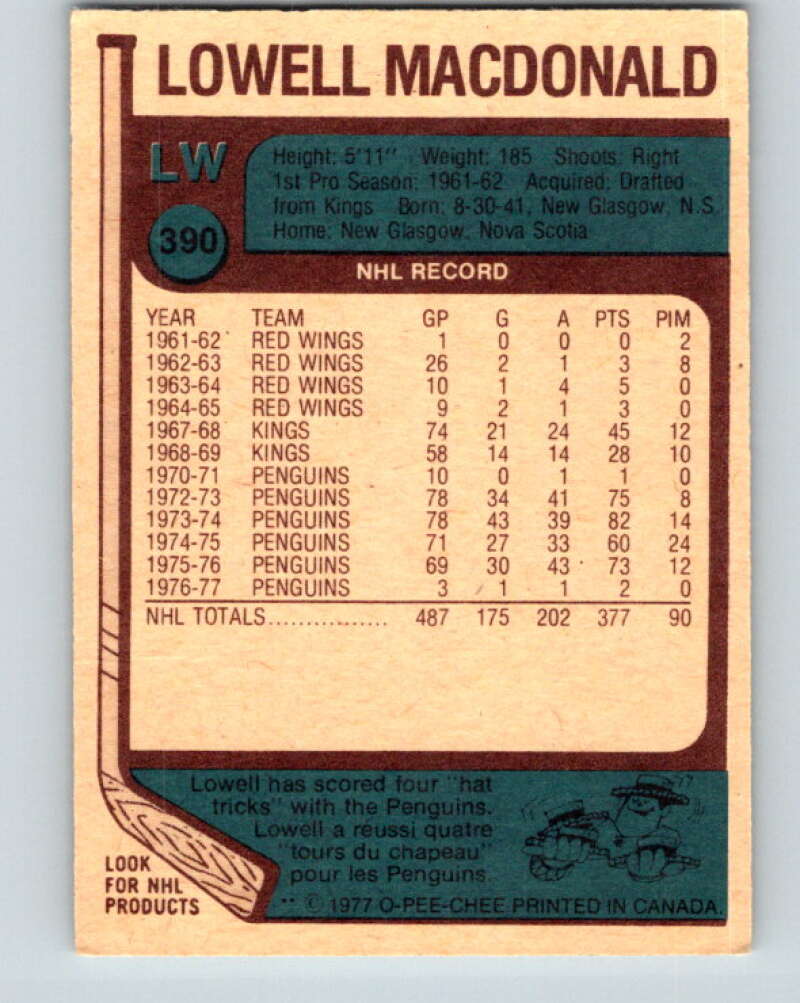 LOWELL MACDONALD
LW
Height: 5'11" Weight: 185 Shoots: Right
1st Pro Season: 1961-62 Acquired: Drafted
from Kings Born: 8-30-41, New Glasgow, N.S.
Home: New Glasgow, Nova Scotia
390
NHL RECORD
YEAR TEAM GP G A PTS PIM
1961-62 RED WINGS 1 0 0 0 2
1962-63 RED WINGS 26 2 1 3 8
1963-64 RED WINGS 10 1 4 5 0
1964-65 RED WINGS 9 2 1 3 0
1967-68 KINGS 74 21 24 45 12
1968-69 KINGS 58 14 14 28 10
1970-71 PENGUINS 10 0 1 1 0
1972-73 PENGUINS 78 34 41 75 8
1973-74 PENGUINS 78 43 39 82 14
1974-75 PENGUINS 71 27 33 60 24
1975-76 PENGUINS 69 30 43 73 12
1976-77 PENGUINS 3 1 1 2 0
NHL TOTALS................ 487 175 202 377 90
Lowell has scored four "hat
tricks" with the Penguins.
Lowell a réussi quatre
"tours du chapeau"
pour les Penguins.
LOOK
FOR NHL
PRODUCTS
** © 1977 O-PEE-CHEE PRINTED IN CANADA.